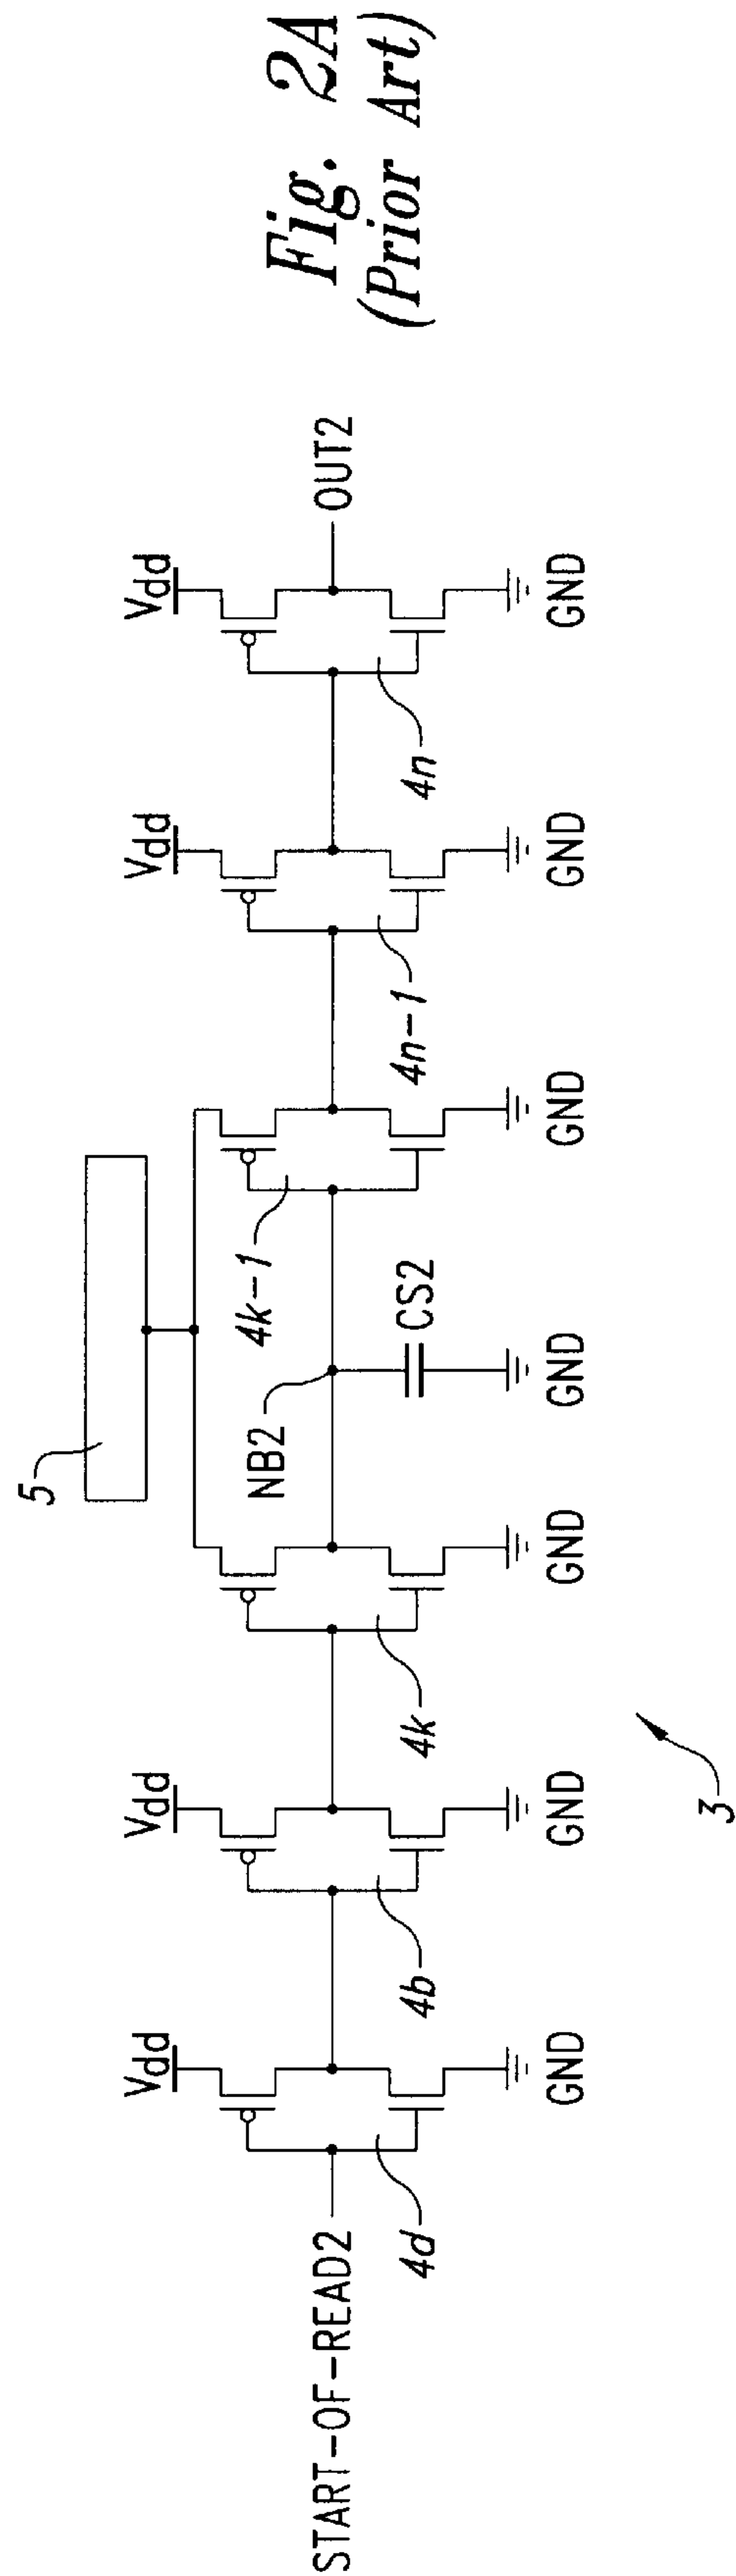 5
Vdd
Vdd
Vdd
Vdd
NB2
4k-1
START-OF-READ2
OUT2
4d
4b
4k
CS2
4n-1
4n
GND
GND
GND
GND
GND
GND
GND
3
Fig. 2A
(Prior Art)